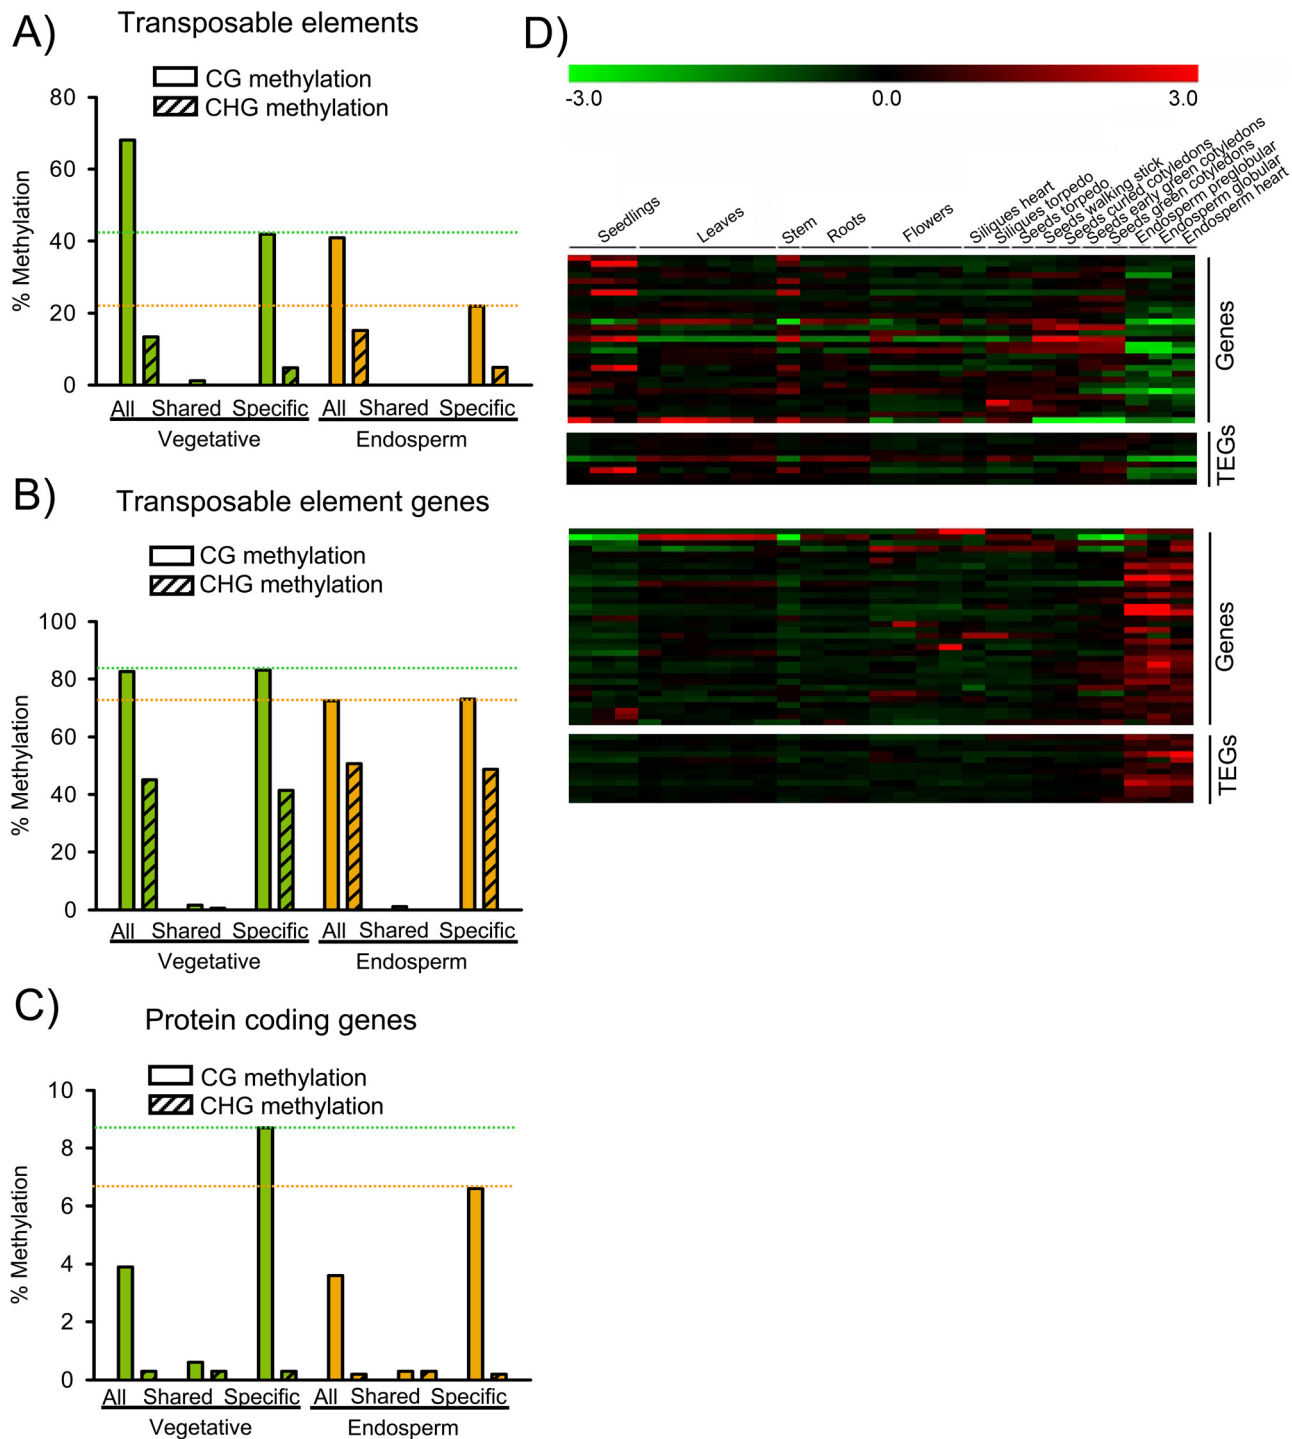 A)
Transposable elements
CG methylation
CHG methylation
80
60
40
20
0
% Methylation
All Shared Specific All Shared Specific
Vegetative Endosperm
B)
Transposable element genes
CG methylation
CHG methylation
100
80
60
40
20
0
% Methylation
All Shared Specific All Shared Specific
Vegetative Endosperm
C)
Protein coding genes
CG methylation
CHG methylation
10
8
6
4
2
0
% Methylation
All Shared Specific All Shared Specific
Vegetative Endosperm
D)
-3.0 0.0 3.0
Seedlings
Leaves
Stem
Roots
Flowers
Siliques heart
Siliques torpedo
Seeds torpedo
Seeds walking stick
Seeds curled cotyledons
Seeds early green cotyledons
Seeds green cotyledons
Endosperm preglobular
Endosperm globular
Endosperm heart
Genes
TEGs
Genes
TEGs